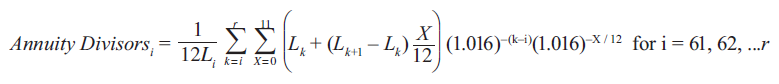 Annuity Divisors_i = \frac{1}{12L_i} \sum_{k=i}^{r} \sum_{X=0}^{11} \left( L_k + (L_{k+1} – L_k) \frac{X}{12} \right) (1.016)^{–(k–i)}(1.016)^{–X / 12} for i = 61, 62, ...r